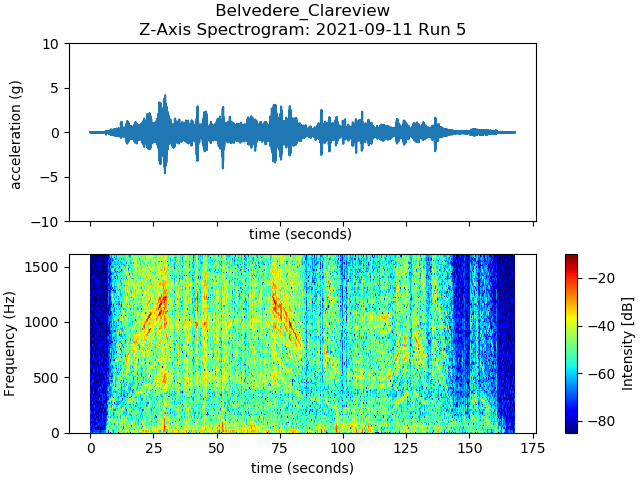 Belvedere_Clareview
Z-Axis Spectrogram: 2021-09-11 Run 5
10
5
0
−5
−10
acceleration (g)
time (seconds)
1500
1000
500
0
Frequency (Hz)
0 25 50 75 100 125 150 175
time (seconds)
−20
−40
−60
−80
Intensity [dB]